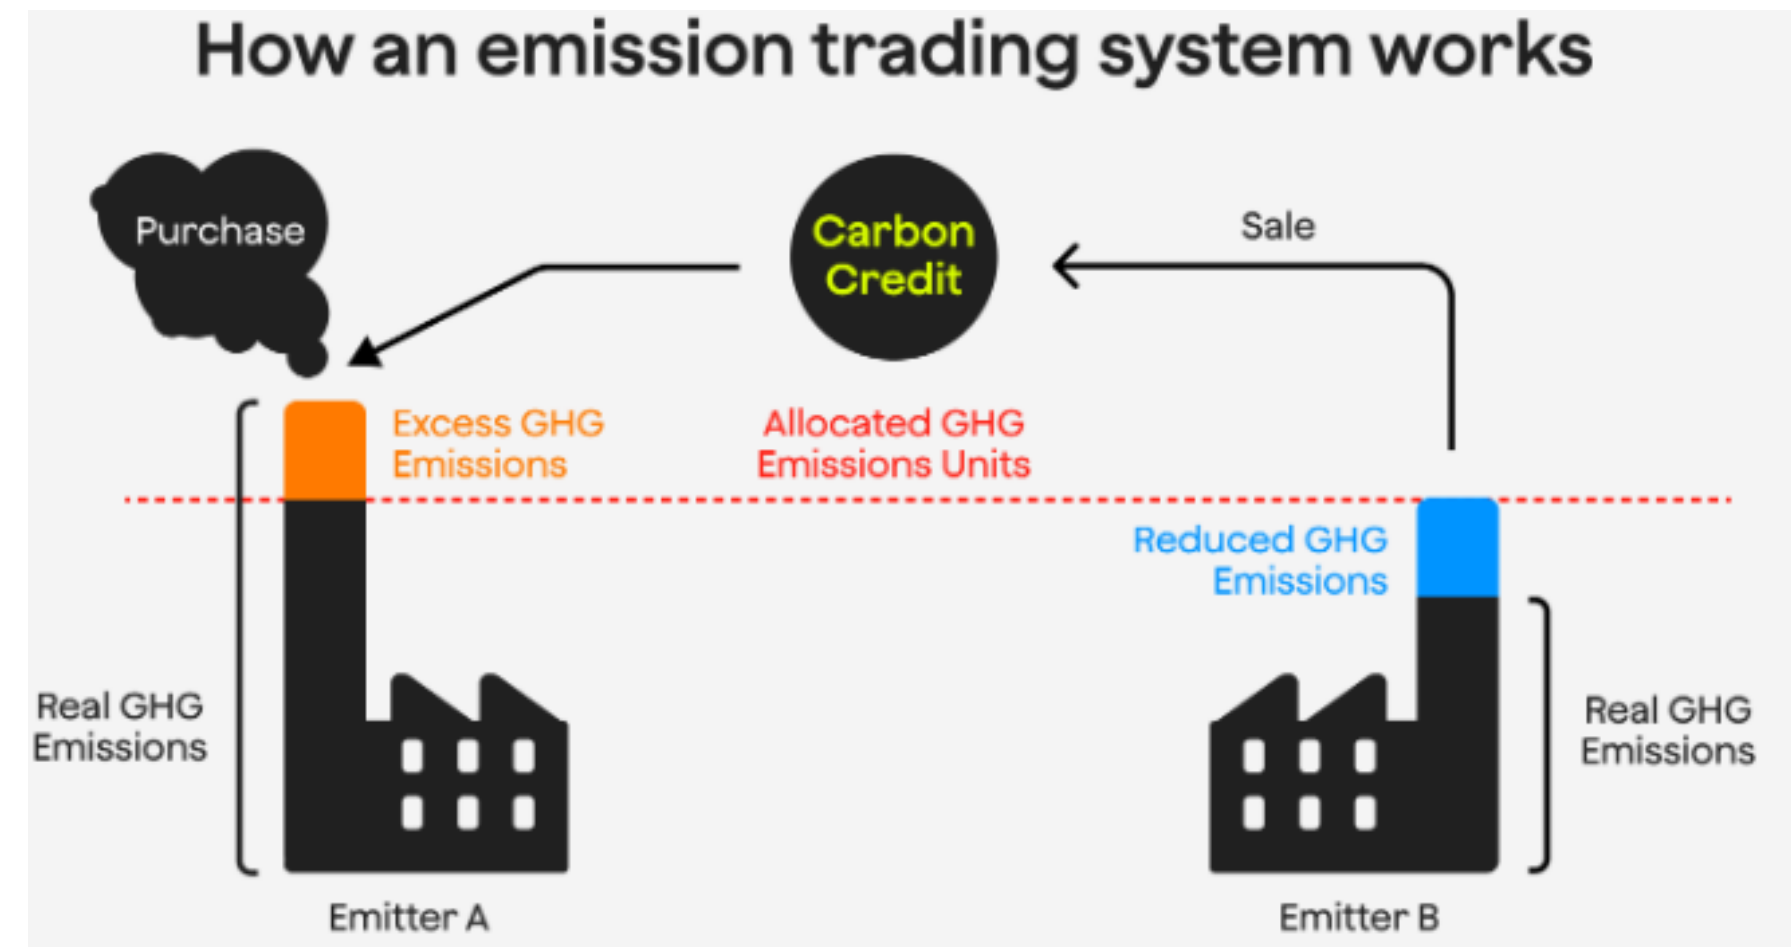 How an emission trading system works
Purchase
Carbon
Credit
Sale
Excess GHG
Emissions
Allocated GHG
Emissions Units
Reduced GHG
Emissions
Real GHG
Emissions
Real GHG
Emissions
Emitter A
Emitter B